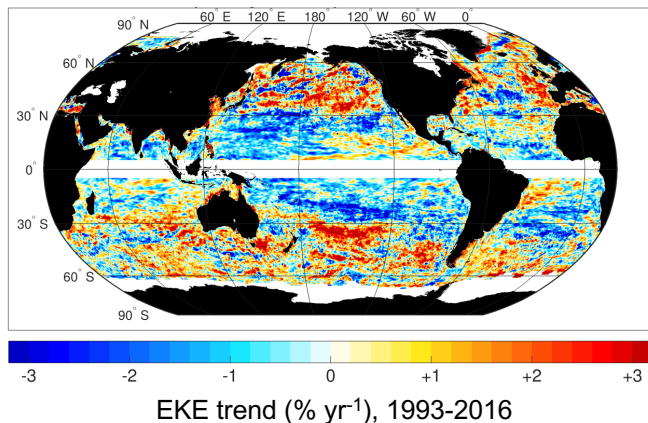 60° E 120° E 180° 120° W 60° W 0°
90° N
60° N
30° N
0°
30° S
60° S
90° S
-3 -2 -1 0 +1 +2 +3
EKE trend (% yr⁻¹), 1993-2016